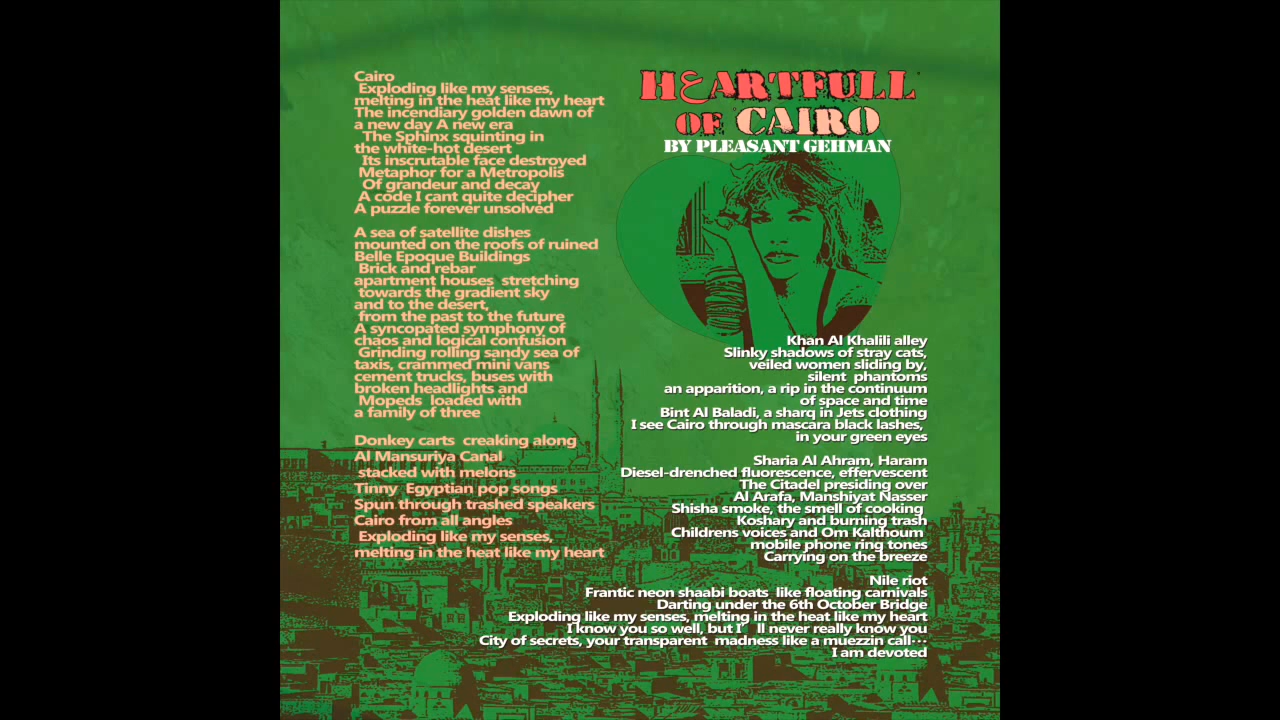 HEARTFULL
OF CAIRO
BY PLEASANT GEHMAN
Cairo
Exploding like my senses,
melting in the heat like my heart
The incendiary golden dawn of
a new day A new era
The Sphinx squinting in
the white-hot desert
Its inscrutable face destroyed
Metaphor for a Metropolis
Of grandeur and decay
A code I cant quite decipher
A puzzle forever unsolved
A sea of satellite dishes
mounted on the roofs of ruined
Belle Epoque Buildings
Brick and rebar
apartment houses stretching
towards the gradient sky
and to the desert,
from the past to the future
A syncopated symphony of
chaos and logical confusion
Grinding rolling sandy sea of
taxis, crammed mini vans
cement trucks, buses with
broken headlights and
Mopeds loaded with
a family of three
Donkey carts creaking along
Al Mansuriya Canal
stacked with melons
Tinny Egyptian pop songs
Spun through trashed speakers
Cairo from all angles
Exploding like my senses,
melting in the heat like my heart
Khan Al Khalili alley
Slinky shadows of stray cats,
veiled women sliding by,
silent phantoms
an apparition, a rip in the continuum
of space and time
Bint Al Baladi, a sharq in Jets clothing
I see Cairo through mascara black lashes,
in your green eyes
Sharia Al Ahram, Haram
Diesel-drenched fluorescence, effervescent
The Citadel presiding over
Al Arafa, Manshiyat Nasser
Shisha smoke, the smell of cooking
Koshary and burning trash
Childrens voices and Om Kalthoum
mobile phone ring tones
Carrying on the breeze
Nile riot
Frantic neon shaabi boats like floating carnivals
Darting under the 6th October Bridge
Exploding like my senses, melting in the heat like my heart
I know you so well, but I’ ll never really know you
City of secrets, your transparent madness like a muezzin call…
I am devoted